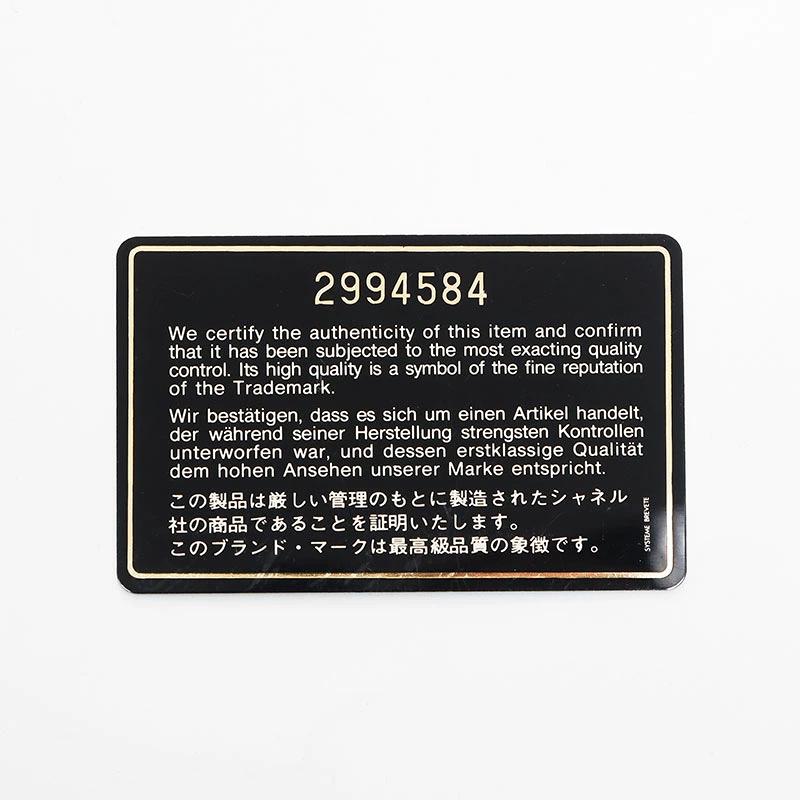 2994584
We certify the authenticity of this item and confirm
that it has been subjected to the most exacting quality
control. Its high quality is a symbol of the fine reputation
of the Trademark.
Wir bestätigen, dass es sich um einen Artikel handelt,
der während seiner Herstellung strengsten Kontrollen
unterworfen war, und dessen erstklassige Qualität
dem hohen Ansehen unserer Marke entspricht.
この製品は厳しい管理のもとに製造されたシャネル
社の商品であることを証明いたします。
このブランド・マークは最高級品質の象徴です。
SYSTEME BREVETE